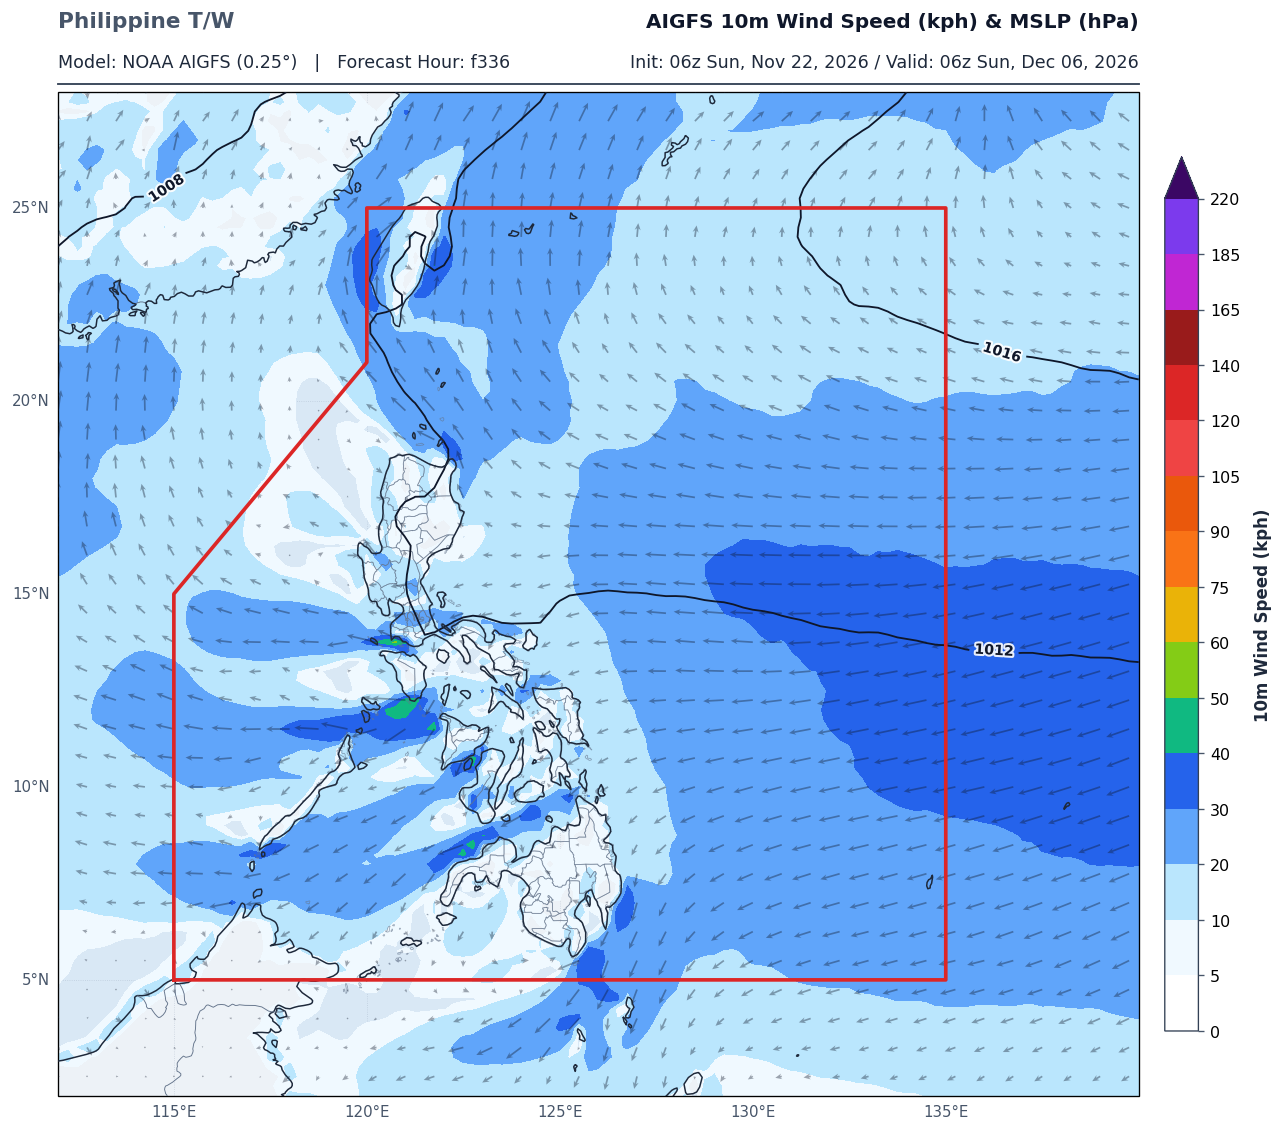 Philippine T/W
AIGFS 10m Wind Speed (kph) & MSLP (hPa)
Model: NOAA AIGFS (0.25°) | Forecast Hour: f336
Init: 06z Sun, Nov 22, 2026 / Valid: 06z Sun, Dec 06, 2026
1008
1016
1012
25°N
20°N
15°N
10°N
5°N
115°E
120°E
125°E
130°E
135°E
220
185
165
140
120
105
90
75
60
50
40
30
20
10
5
0
10m Wind Speed (kph)